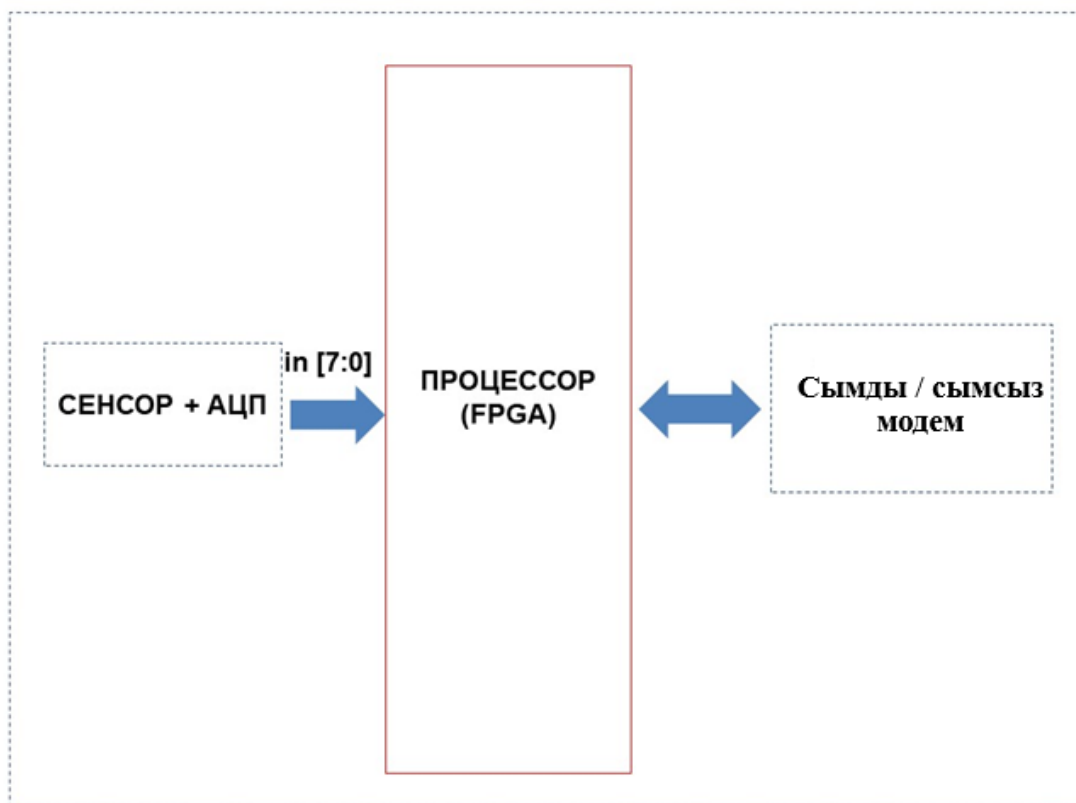 СЕНСОР + АЦП
in [7:0]
ПРОЦЕССОР
(FPGA)
Сымды / сымсыз
модем